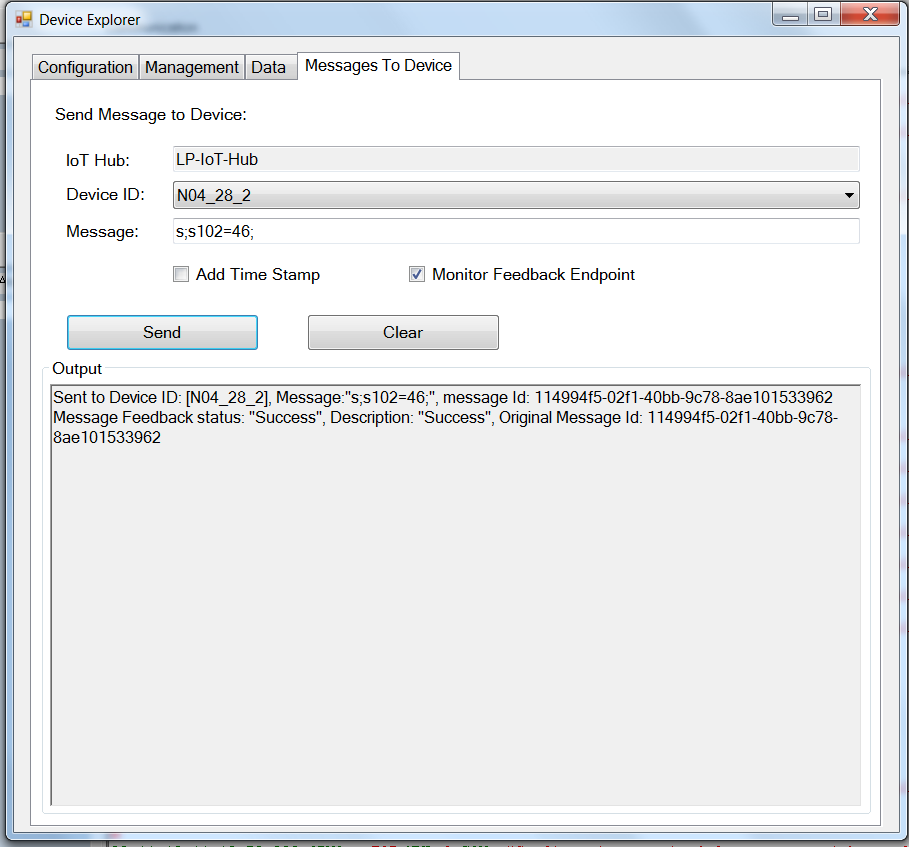 Device Explorer
Configuration Management Data Messages To Device
Send Message to Device:
IoT Hub: LP-IoT-Hub
Device ID: N04_28_2
Message: s;s102=46;
Add Time Stamp Monitor Feedback Endpoint
Send Clear
Output
Sent to Device ID: [N04_28_2], Message:"s;s102=46;", message Id: 114994f5-02f1-40bb-9c78-8ae101533962
Message Feedback status: "Success", Description: "Success", Original Message Id: 114994f5-02f1-40bb-9c78-
8ae101533962